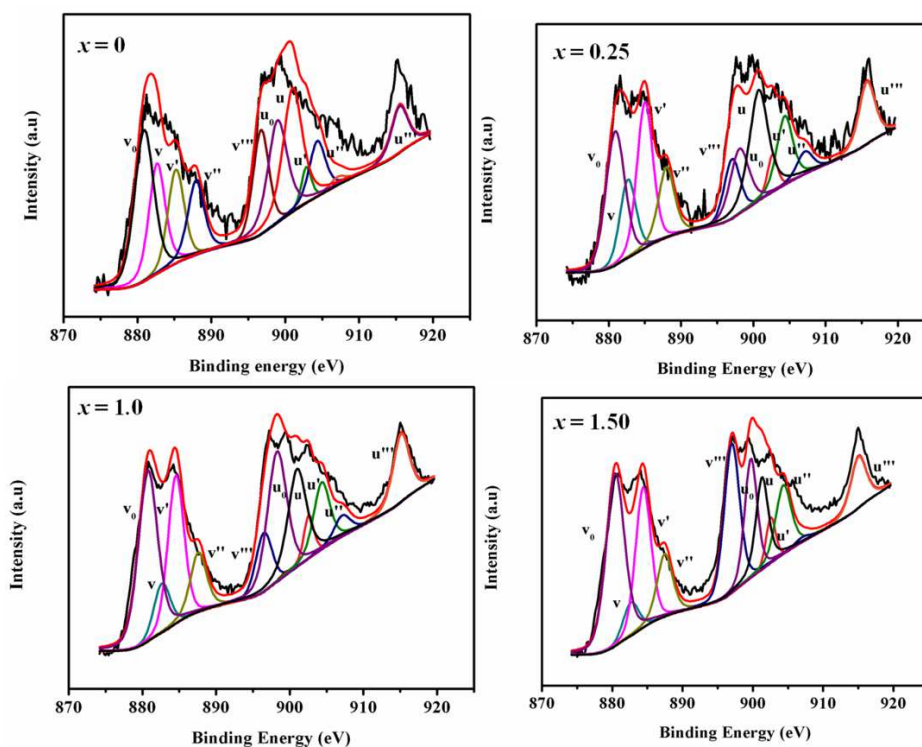 x = 0
Intensity (a.u)
v₀
v
v'
v''
v'''
u₀
u
u'
u''
u'''
870
880
890
900
910
920
Binding energy (eV)
x = 0.25
Intensity (a.u)
v₀
v
v'
v''
v'''
u₀
u
u'
u''
u'''
870
880
890
900
910
920
Binding Energy (eV)
x = 1.0
Intensity (a.u)
v₀
v
v'
v''
v'''
u₀
u
u'
u''
u'''
870
880
890
900
910
920
Binding Energy (eV)
x = 1.50
Intensity (a.u)
v₀
v
v'
v''
v'''
u₀
u
u'
u''
u'''
870
880
890
900
910
920
Binding Energy (eV)